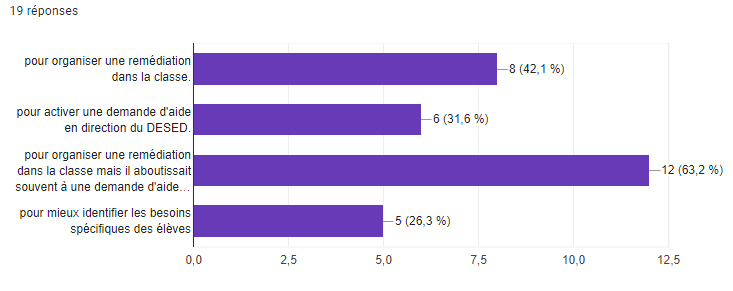 19 réponses
pour organiser une remédiation
dans la classe.
8 (42,1 %)
pour activer une demande d'aide
en direction du DESED.
6 (31,6 %)
pour organiser une remédiation
dans la classe mais il aboutissait
souvent à une demande d'aide…
12 (63,2 %)
pour mieux identifier les besoins
spécifiques des élèves
5 (26,3 %)
0,0 2,5 5,0 7,5 10,0 12,5